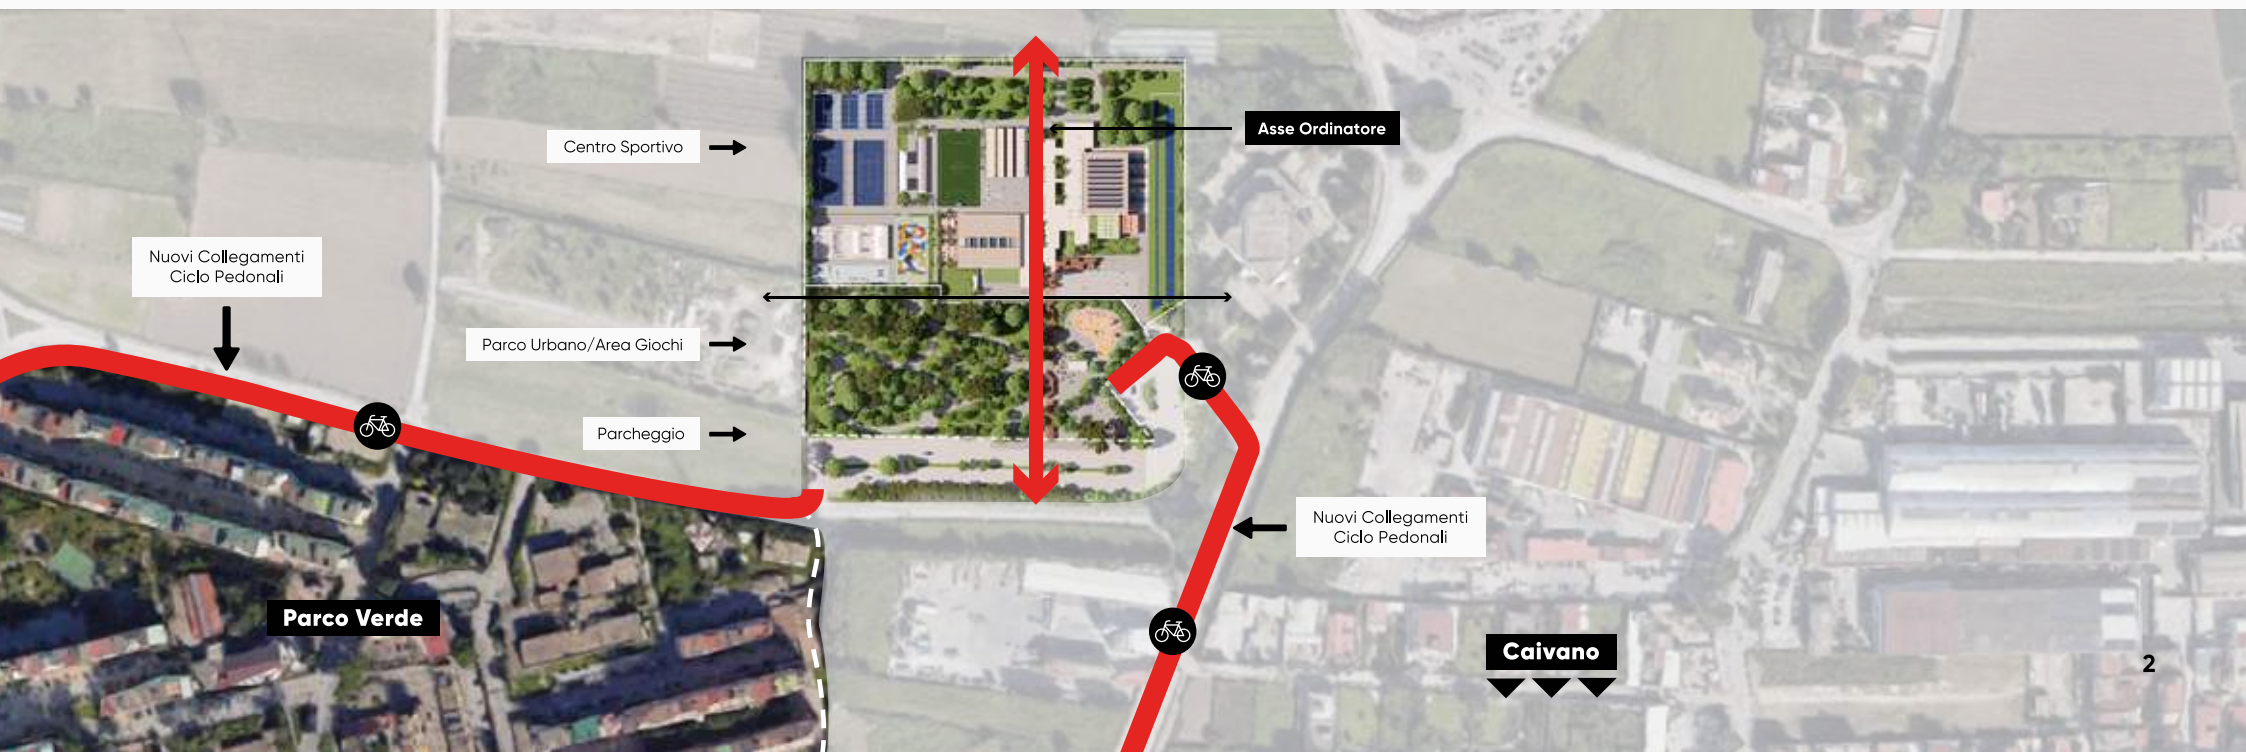 Asse Ordinatore
Centro Sportivo
Nuovi Collegamenti
Ciclo Pedonali
Parco Urbano/Area Giochi
Parcheggio
Nuovi Collegamenti
Ciclo Pedonali
Parco Verde
Caivano
2